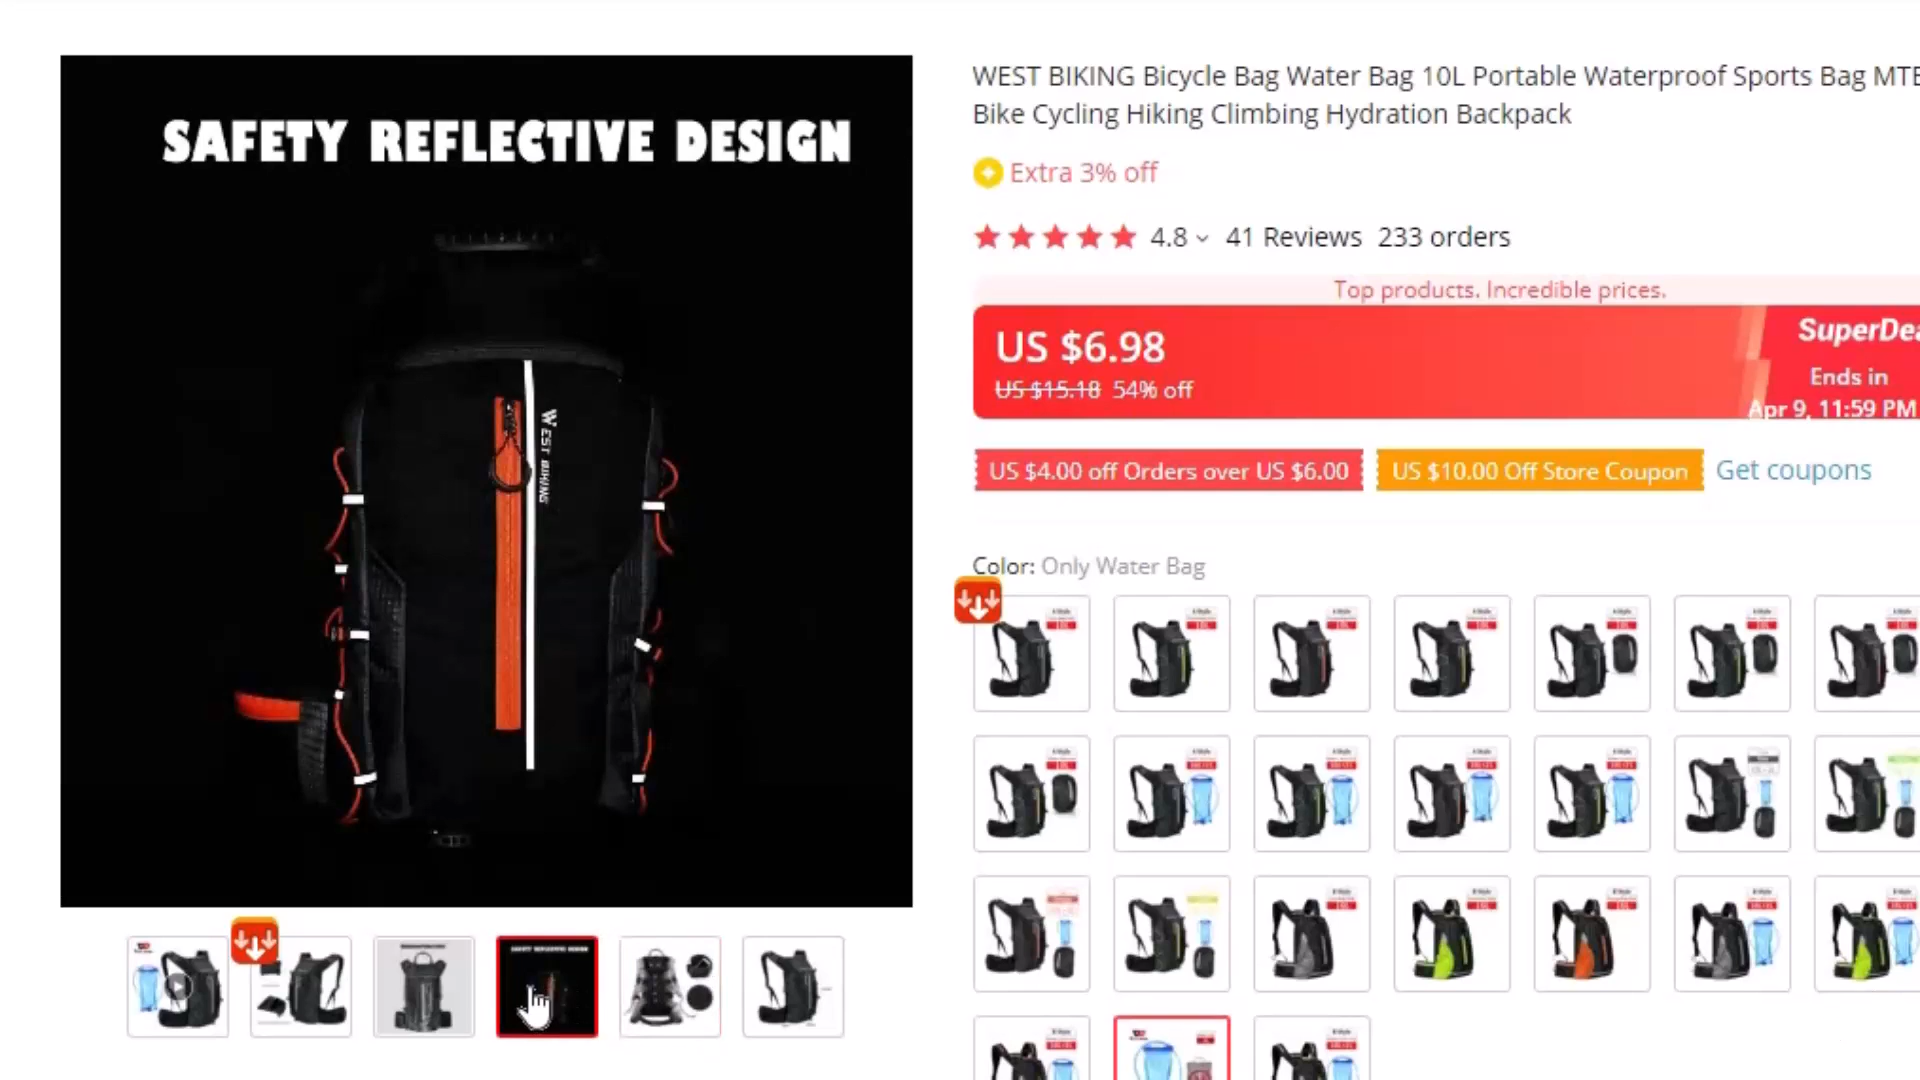 SAFETY REFLECTIVE DESIGN
WEST BIKING
WEST BIKING Bicycle Bag Water Bag 10L Portable Waterproof Sports Bag MTB
Bike Cycling Hiking Climbing Hydration Backpack
Extra 3% off
4.8 41 Reviews 233 orders
Top products. Incredible prices.
US $6.98
US $15.18 54% off
SuperDea
Ends in
Apr 9, 11:59 PM
US $4.00 off Orders over US $6.00
US $10.00 Off Store Coupon
Get coupons
Color: Only Water Bag